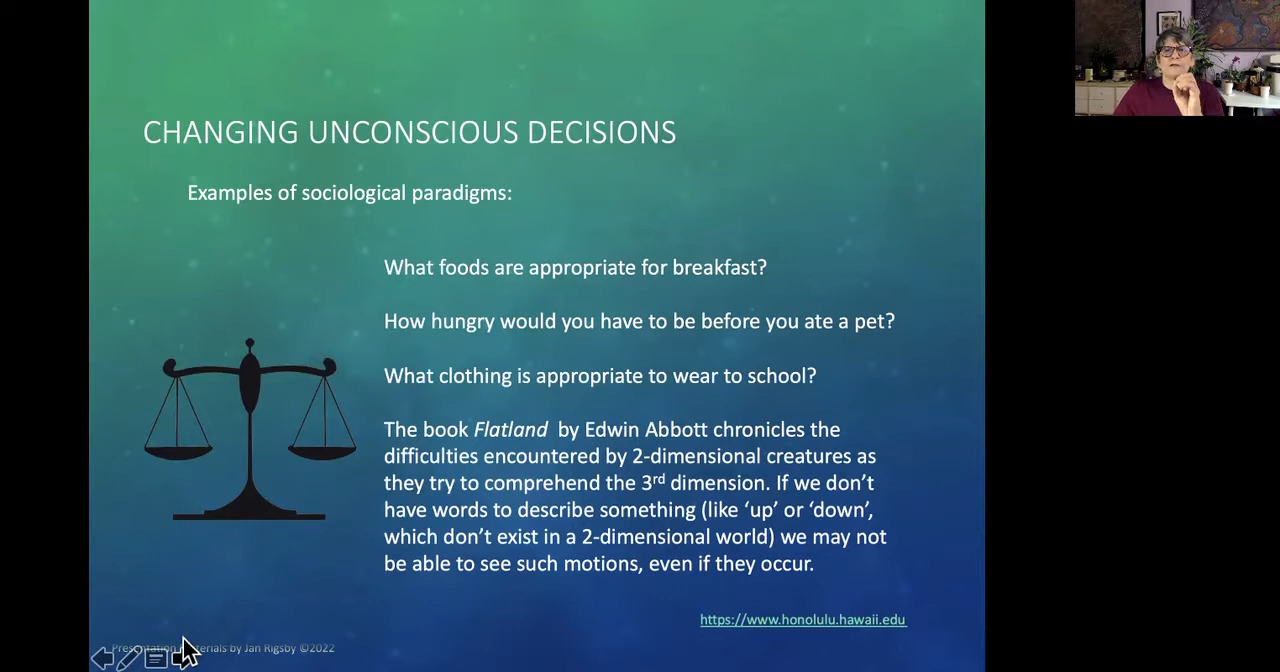 CHANGING UNCONSCIOUS DECISIONS
Examples of sociological paradigms:
What foods are appropriate for breakfast?
How hungry would you have to be before you ate a pet?
What clothing is appropriate to wear to school?
The book Flatland by Edwin Abbott chronicles the
difficulties encountered by 2-dimensional creatures as
they try to comprehend the 3rd dimension. If we don't
have words to describe something (like 'up' or 'down',
which don't exist in a 2-dimensional world) we may not
be able to see such motions, even if they occur.
https://www.honolulu.hawaii.edu
by Jan Rigsby ©2022